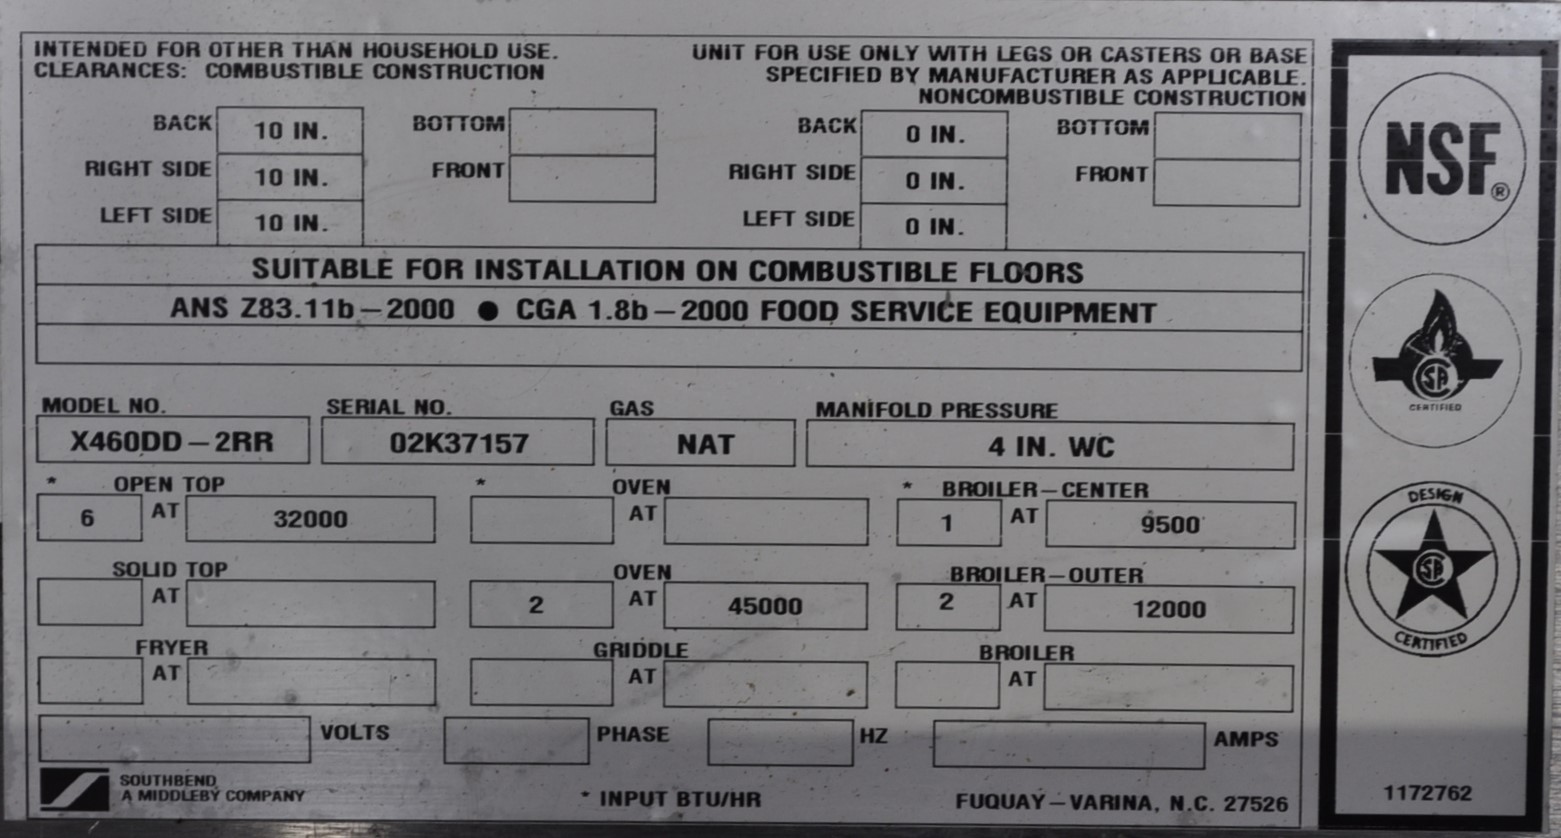 INTENDED FOR OTHER THAN HOUSEHOLD USE.
CLEARANCES: COMBUSTIBLE CONSTRUCTION
UNIT FOR USE ONLY WITH LEGS OR CASTERS OR BASE
SPECIFIED BY MANUFACTURER AS APPLICABLE.
NONCOMBUSTIBLE CONSTRUCTION
BACK 10 IN. BOTTOM BACK 0 IN. BOTTOM
RIGHT SIDE 10 IN. FRONT RIGHT SIDE 0 IN. FRONT
LEFT SIDE 10 IN. LEFT SIDE 0 IN.
SUITABLE FOR INSTALLATION ON COMBUSTIBLE FLOORS
ANS Z83.11b—2000 ● CGA 1.8b—2000 FOOD SERVICE EQUIPMENT
MODEL NO. SERIAL NO. GAS MANIFOLD PRESSURE
X460DD—2RR 02K37157 NAT 4 IN. WC
* OPEN TOP * OVEN * BROILER—CENTER
6 AT 32000 AT 1 AT 9500
SOLID TOP OVEN BROILER—OUTER
AT 2 AT 45000 2 AT 12000
FRYER GRIDDLE BROILER
AT AT AT
VOLTS PHASE HZ AMPS
SOUTHBEND
A MIDDLEBY COMPANY
* INPUT BTU/HR
FUQUAY—VARINA, N.C. 27526
NSF®
SA
CERTIFIED
DESIGN
SA
CERTIFIED
1172762